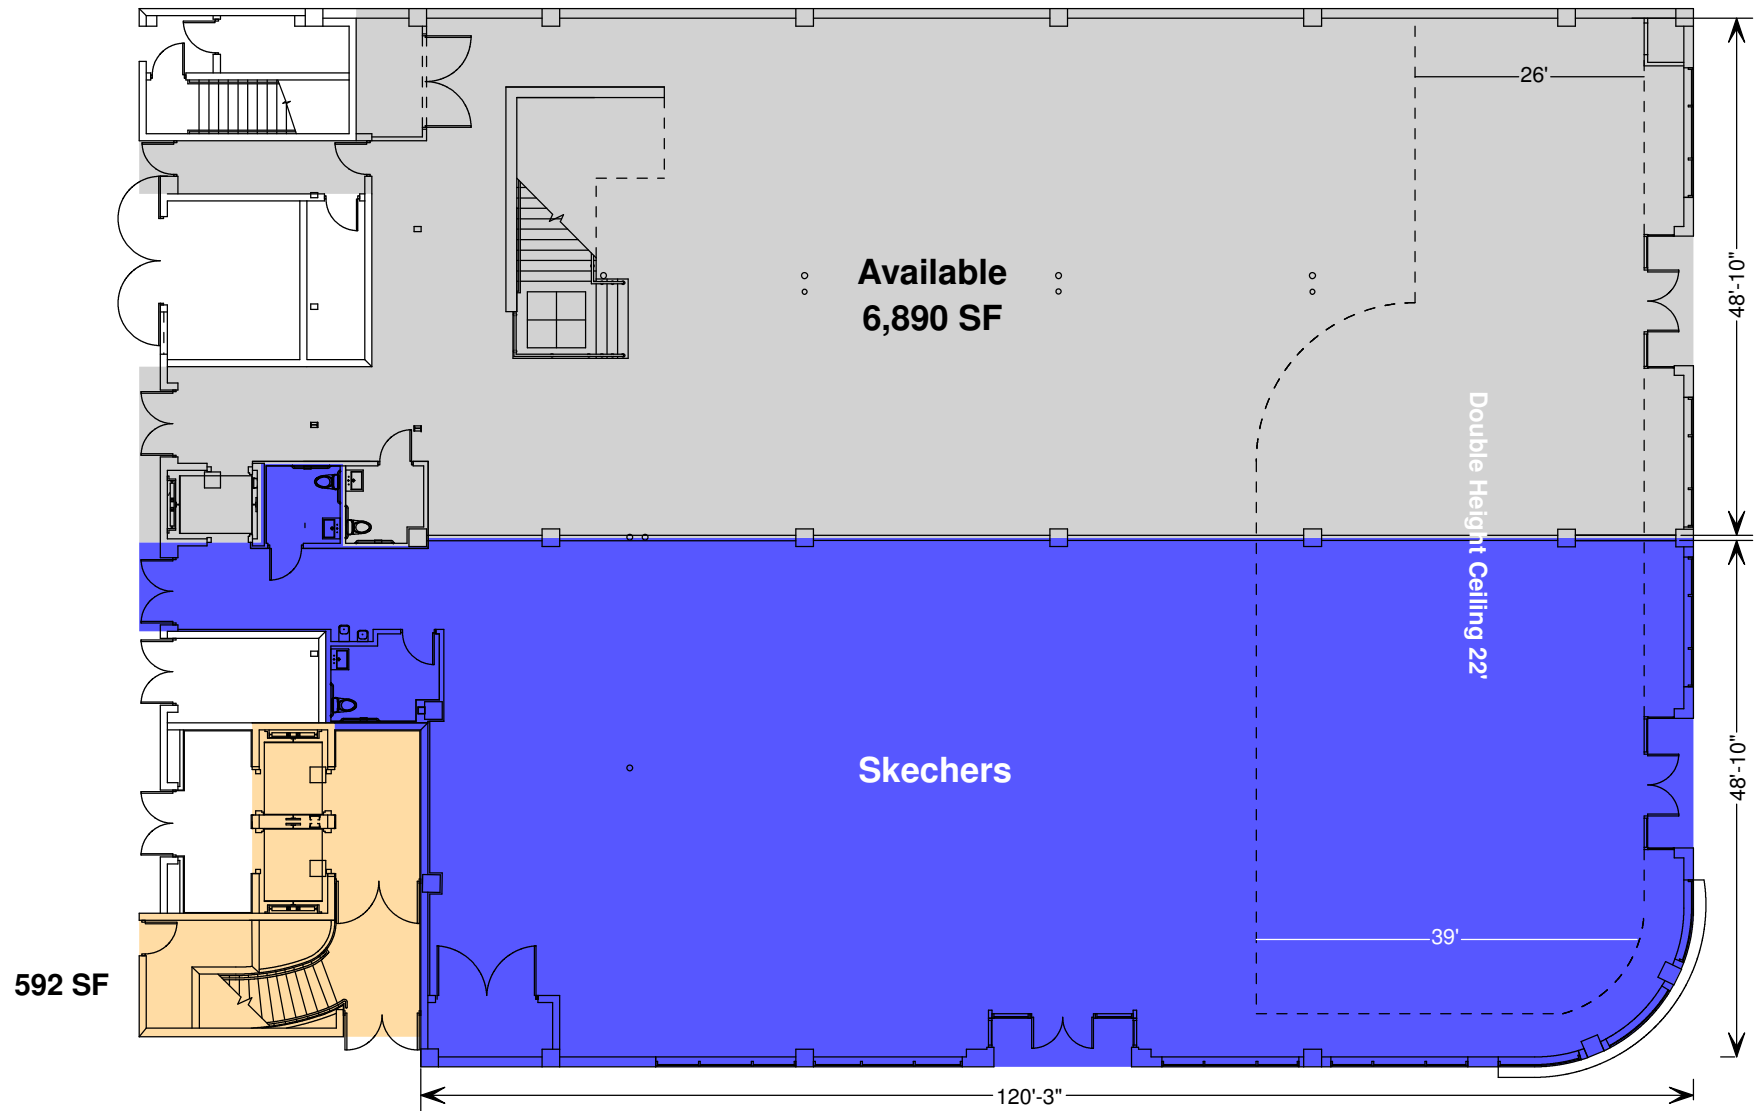 26'
48'-10"
Available
6,890 SF
Double Height Ceiling 22'
Skechers
48'-10"
39'
592 SF
120'-3"